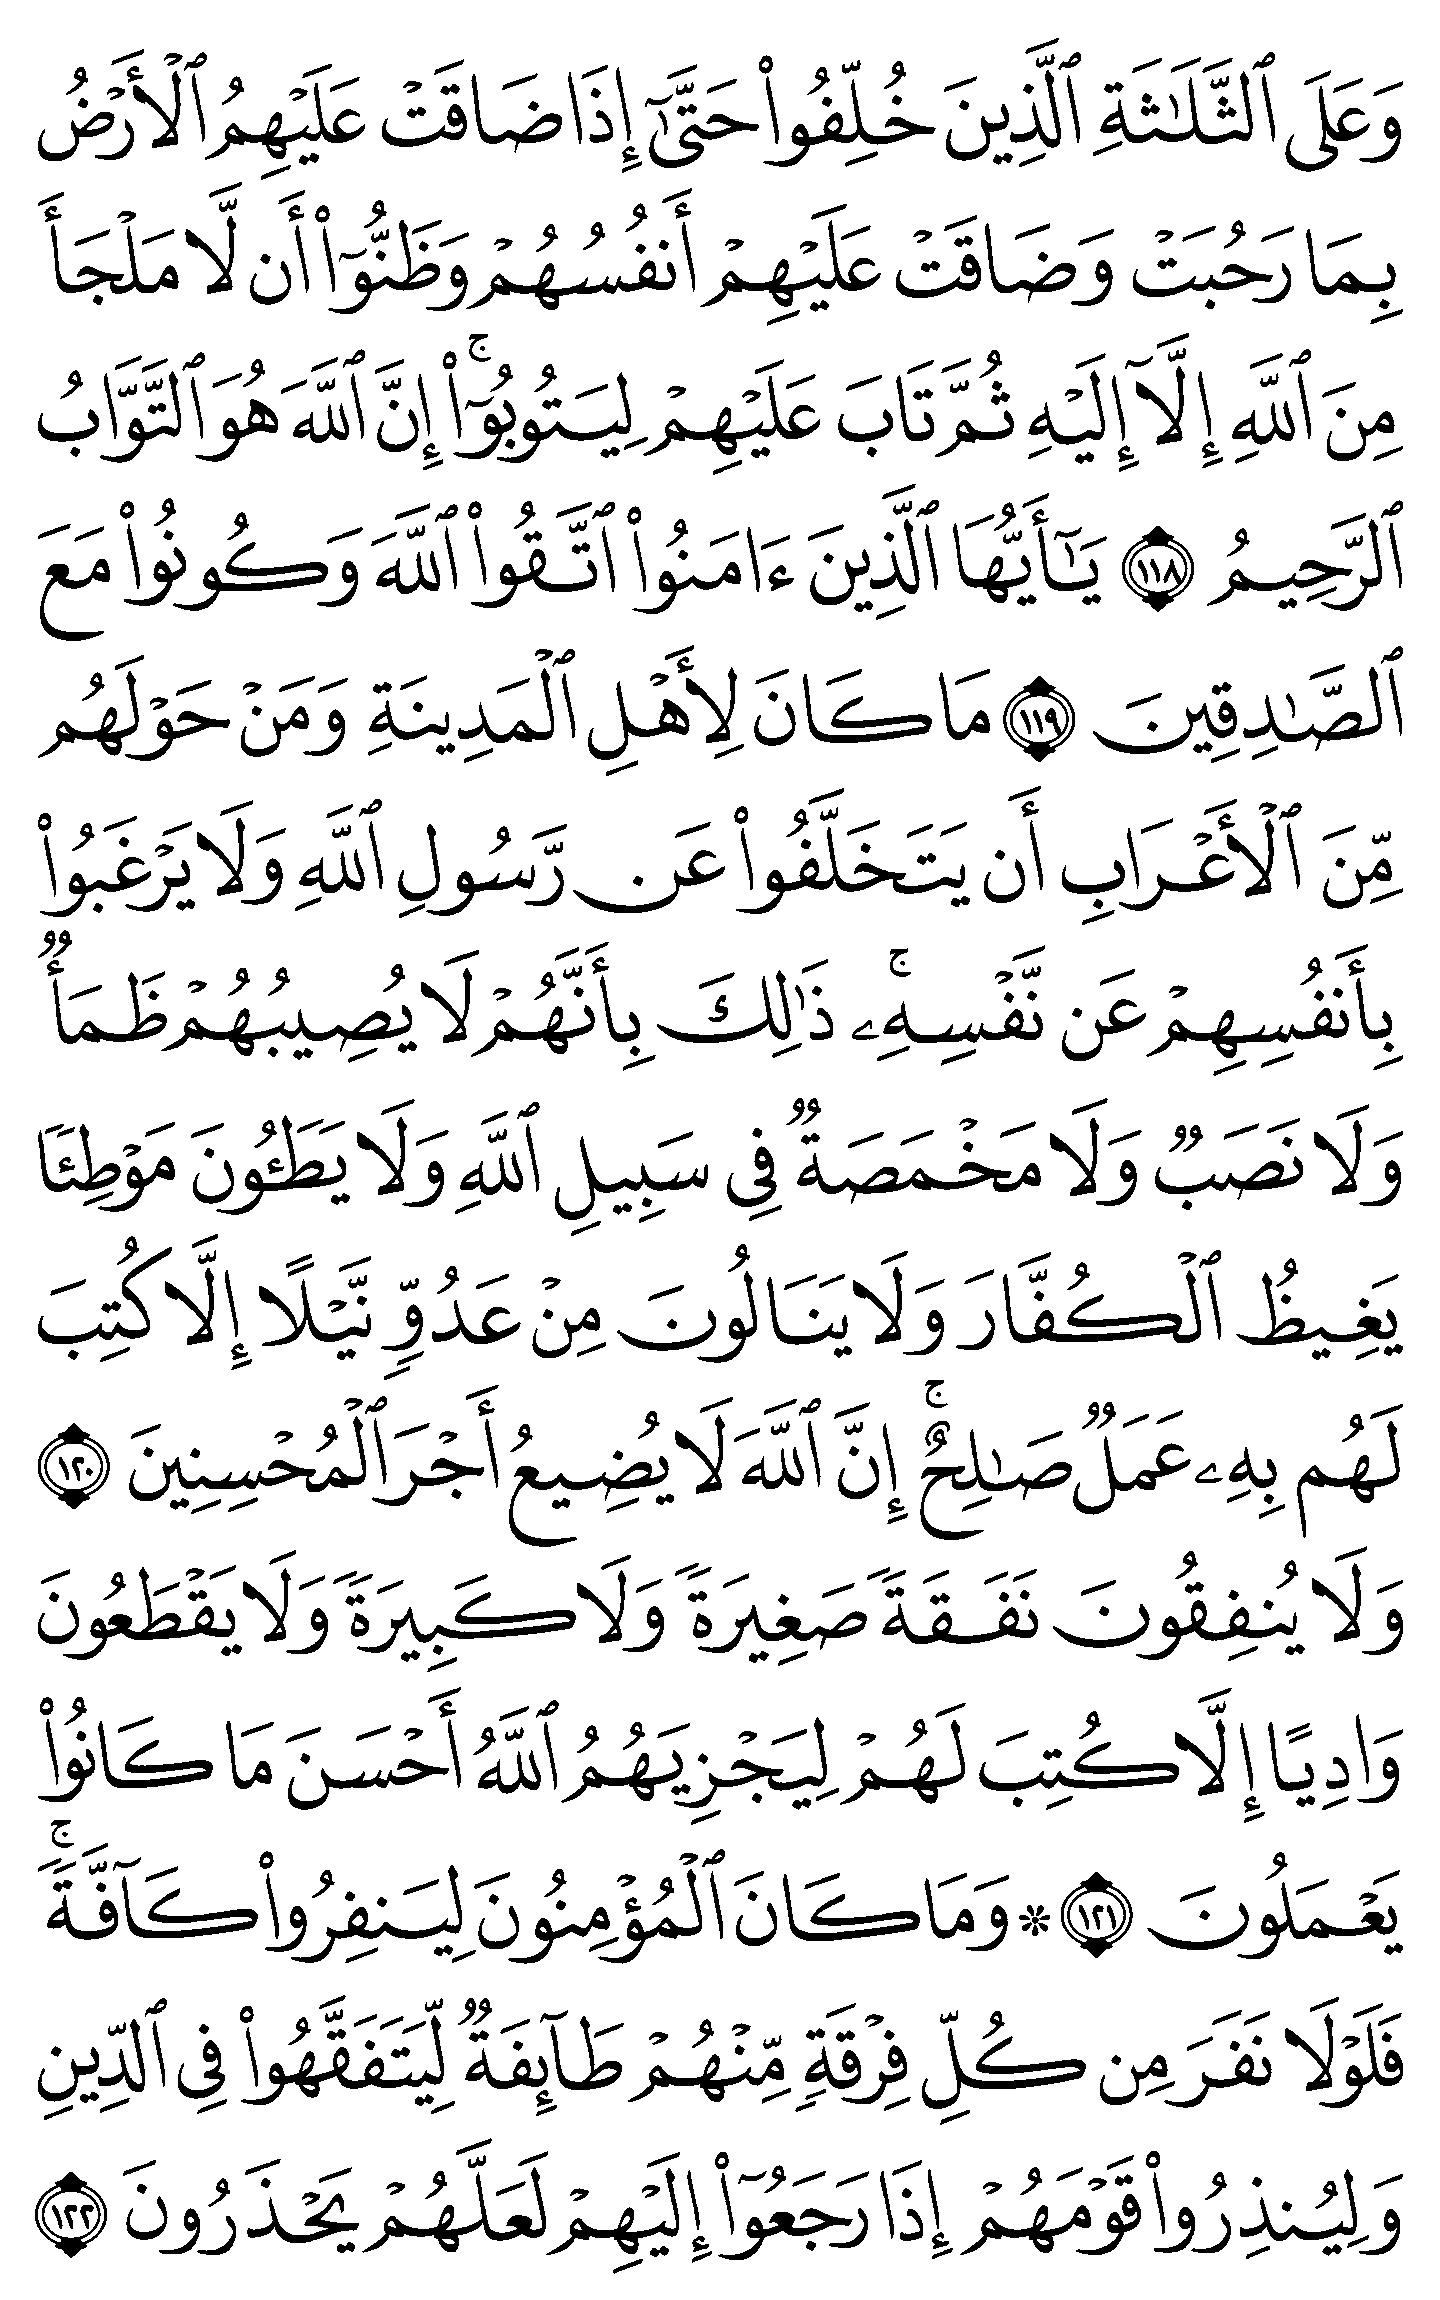 وَعَلَى ٱلثَّلَٰثَةِ ٱلَّذِينَ خُلِّفُوا۟ حَتَّىٰٓ إِذَا ضَاقَتْ عَلَيْهِمُ ٱلْأَرْضُ
بِمَا رَحُبَتْ وَضَاقَتْ عَلَيْهِمْ أَنفُسُهُمْ وَظَنُّوٓا۟ أَن لَّا مَلْجَأَ
مِنَ ٱللَّهِ إِلَّآ إِلَيْهِ ثُمَّ تَابَ عَلَيْهِمْ لِيَتُوبُوٓا۟ ۚ إِنَّ ٱللَّهَ هُوَ ٱلتَّوَّابُ
ٱلرَّحِيمُ ١١٨ يَٰٓأَيُّهَا ٱلَّذِينَ ءَامَنُوا۟ ٱتَّقُوا۟ ٱللَّهَ وَكُونُوا۟ مَعَ
ٱلصَّٰدِقِينَ ١١٩ مَا كَانَ لِأَهْلِ ٱلْمَدِينَةِ وَمَنْ حَوْلَهُم
مِّنَ ٱلْأَعْرَابِ أَن يَتَخَلَّفُوا۟ عَن رَّسُولِ ٱللَّهِ وَلَا يَرْغَبُوا۟
بِأَنفُسِهِمْ عَن نَّفْسِهِۦ ۚ ذَٰلِكَ بِأَنَّهُمْ لَا يُصِيبُهُمْ ظَمَأٌ
وَلَا نَصَبٌ وَلَا مَخْمَصَةٌ فِى سَبِيلِ ٱللَّهِ وَلَا يَطَـُٔونَ مَوْطِئًا
يَغِيظُ ٱلْكُفَّارَ وَلَا يَنَالُونَ مِنْ عَدُوٍّ نَّيْلًا إِلَّا كُتِبَ
لَهُم بِهِۦ عَمَلٌ صَٰلِحٌ ۚ إِنَّ ٱللَّهَ لَا يُضِيعُ أَجْرَ ٱلْمُحْسِنِينَ ١٢٠
وَلَا يُنفِقُونَ نَفَقَةً صَغِيرَةً وَلَا كَبِيرَةً وَلَا يَقْطَعُونَ
وَادِيًا إِلَّا كُتِبَ لَهُمْ لِيَجْزِيَهُمُ ٱللَّهُ أَحْسَنَ مَا كَانُوا۟
يَعْمَلُونَ ١٢١ * وَمَا كَانَ ٱلْمُؤْمِنُونَ لِيَنفِرُوا۟ كَآفَّةً ۚ
فَلَوْلَا نَفَرَ مِن كُلِّ فِرْقَةٍ مِّنْهُمْ طَآئِفَةٌ لِّيَتَفَقَّهُوا۟ فِى ٱلدِّينِ
وَلِيُنذِرُوا۟ قَوْمَهُمْ إِذَا رَجَعُوٓا۟ إِلَيْهِمْ لَعَلَّهُمْ يَحْذَرُونَ ١٢٢